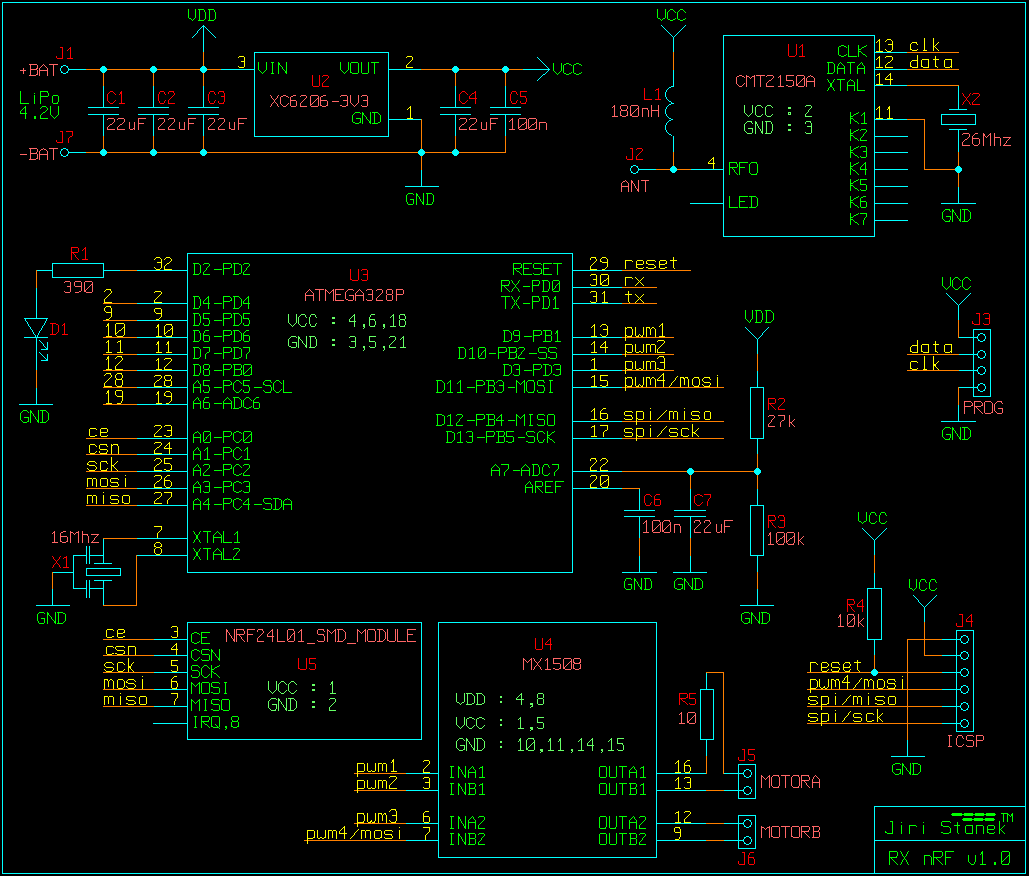 VDD
J1
+BAT
LiPo
4.2V
J7
-BAT
C1
22uF
C2
22uF
C3
22uF
3
VIN
U2
XC6206-3V3
VOUT
GND
2
1
C4
22uF
C5
100n
VCC
GND
VCC
L1
180nH
J2
ANT
4
RFO
LED
U1
CMT2150A
VCC : 2
GND : 3
CLK
DATA
XTAL
K1
K2
K3
K4
K5
K6
K7
13 clk
12 data
14
11
X2
26Mhz
GND
R1
390
D1
GND
32
2 2
9 9
10 10
11 11
12 12
28 28
19 19
ce 23
csn 24
sck 25
mosi 26
miso 27
7
8
16Mhz
X1
GND
D2-PD2
D4-PD4
D5-PD5
D6-PD6
D7-PD7
D8-PB0
A5-PC5-SCL
A6-ADC6
A0-PC0
A1-PC1
A2-PC2
A3-PC3
A4-PC4-SDA
XTAL1
XTAL2
U3
ATMEGA328P
VCC : 4,6,18
GND : 3,5,21
RESET
RX-PD0
TX-PD1
D9-PB1
D10-PB2-SS
D3-PD3
D11-PB3-MOSI
D12-PB4-MISO
D13-PB5-SCK
A7-ADC7
AREF
29 reset
30 rx
31 tx
13 pwm1
14 pwm2
1 pwm3
15 pwm4/mosi
16 spi/miso
17 spi/sck
22
20
C6
100n
GND
C7
22uF
GND
VDD
R2
27k
R3
100k
GND
VCC
J3
data
clk
PROG
GND
VCC
R4
10k
VCC
J4
reset
pwm4/mosi
spi/miso
spi/sck
ICSP
GND
ce 3
csn 4
sck 5
mosi 6
miso 7
CE
CSN
SCK
MOSI
MISO
IRQ,8
NRF24L01_SMD_MODULE
U5
VCC : 1
GND : 2
U4
MX1508
VDD : 4,8
VCC : 1,5
GND : 10,11,14,15
pwm1 2
pwm2 3
pwm3 6
pwm4/mosi 7
INA1
INB1
INA2
INB2
OUTA1
OUTB1
OUTA2
OUTB2
16
13
12
9
R5
10
J5
MOTORA
MOTORB
J6
Jiri Stanek TM
RX nRF v1.0